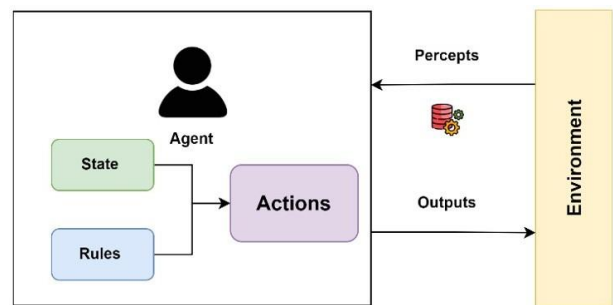 Agent
State
Rules
Actions
Percepts
Outputs
Environment